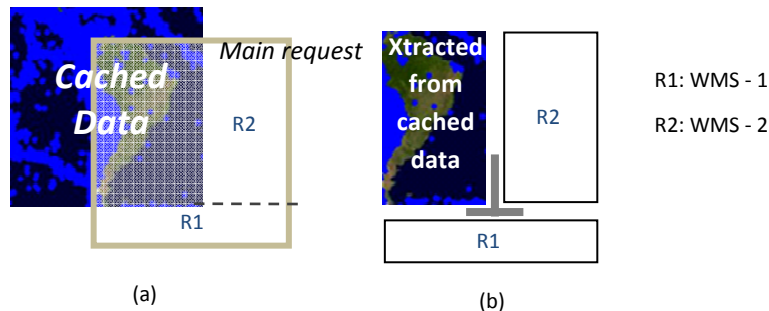 Main request
Cached
Data
R2
R1
(a)
Xtracted
from
cached
data
R2
R1
(b)
R1: WMS - 1
R2: WMS - 2